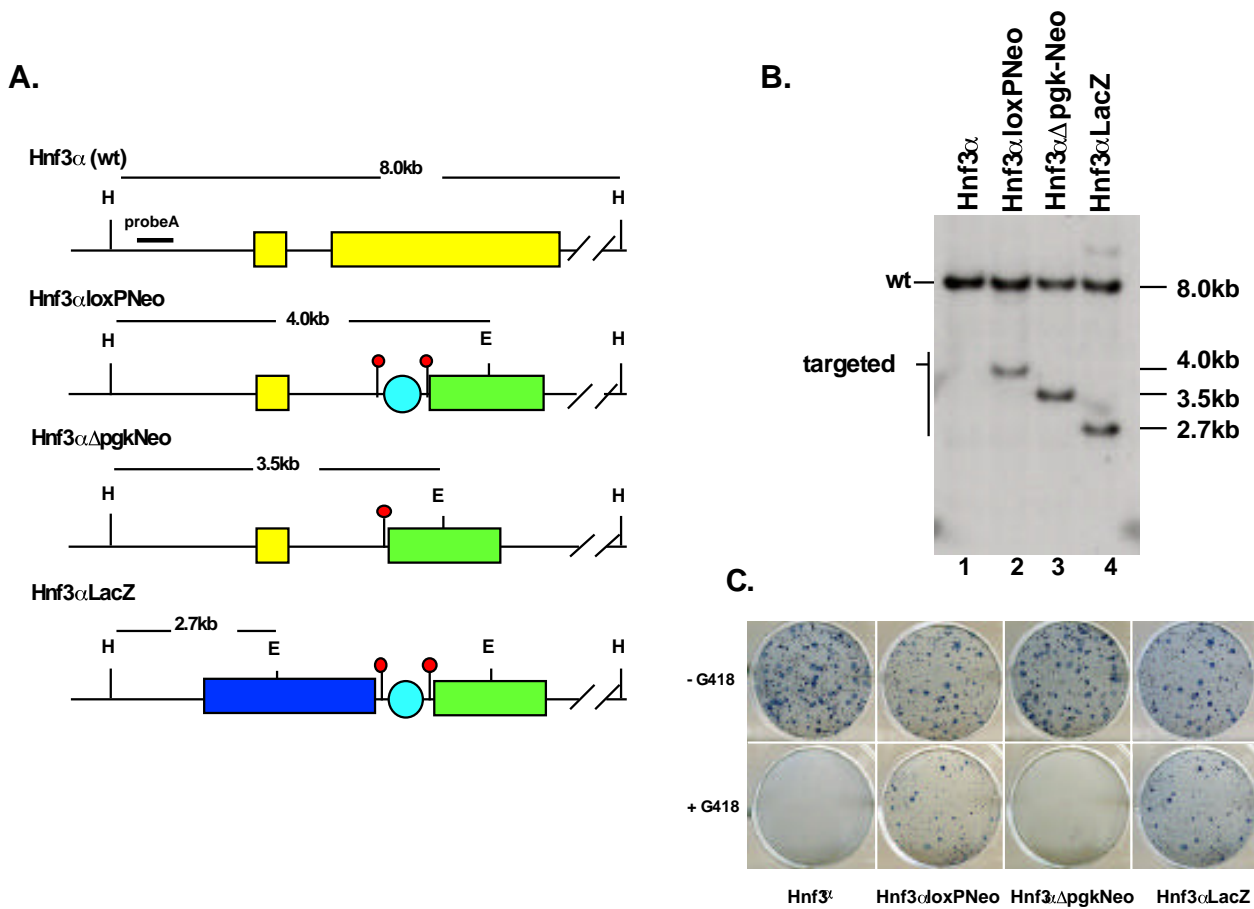 A.
Hnf3α (wt)
8.0kb
H
H
probeA
Hnf3αloxPNeo
4.0kb
H
E
H
Hnf3αΔpgkNeo
3.5kb
H
E
H
Hnf3αLacZ
2.7kb
H
E
E
H
B.
Hnf3α
Hnf3αloxPNeo
Hnf3αΔpgk-Neo
Hnf3αLacZ
wt
8.0kb
targeted
4.0kb
3.5kb
2.7kb
1 2 3 4
C.
- G418
+ G418
Hnf3α Hnf3αloxPNeo Hnf3αΔpgkNeo Hnf3αLacZ